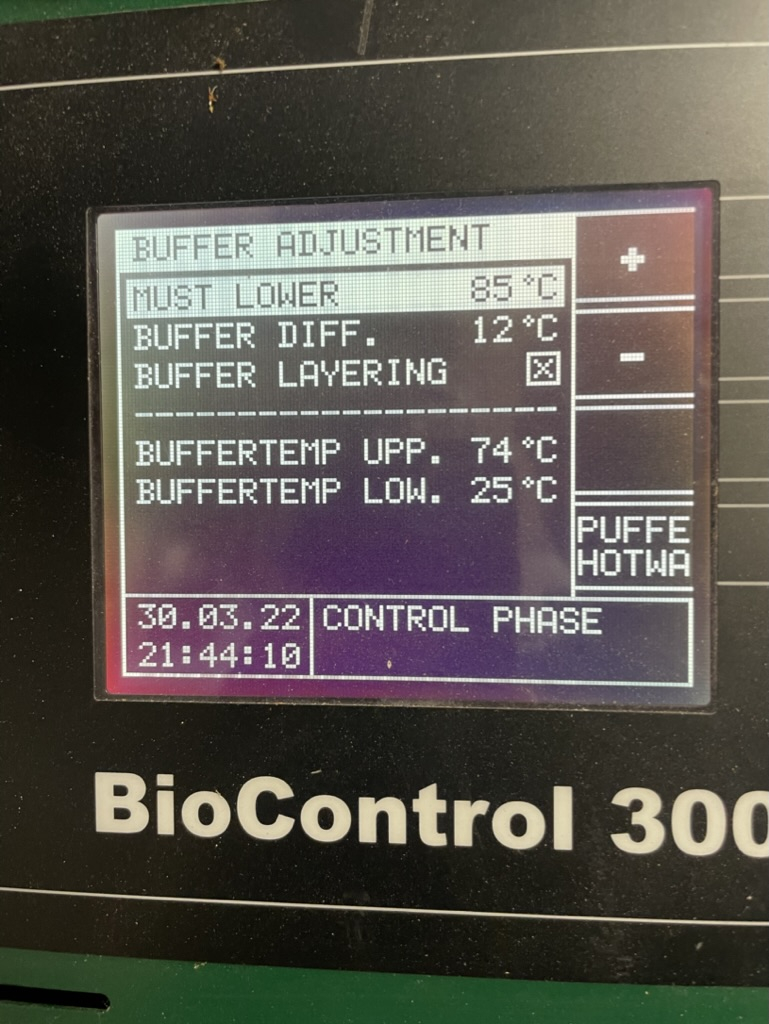 BUFFER ADJUSTMENT
MUST LOWER 85°C
BUFFER DIFF. 12°C
BUFFER LAYERING
BUFFERTEMP UPP. 74°C
BUFFERTEMP LOW. 25°C
+
-
PUFFE
HOTWA
30.03.22 CONTROL PHASE
21:44:10
BioControl 300